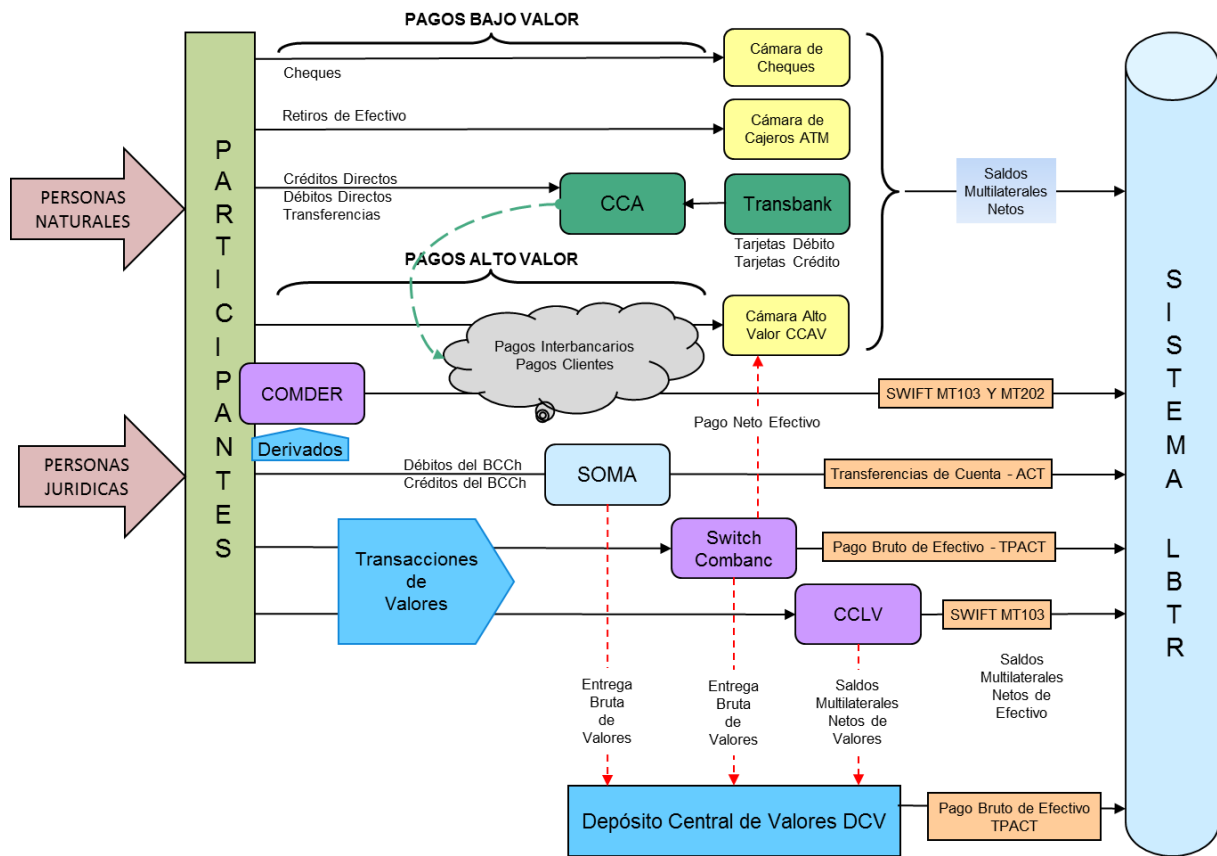 PAGOS BAJO VALOR
Cheques
Cámara de
Cheques
Retiros de Efectivo
Cámara de
Cajeros ATM
PERSONAS
NATURALES
PARTICIPANTES
Créditos Directos
Débitos Directos
Transferencias
CCA
Transbank
Tarjetas Débito
Tarjetas Crédito
Saldos
Multilaterales
Netos
SISTEMA LBTR
PAGOS ALTO VALOR
Pagos Interbancarios
Pagos Clientes
Cámara Alto
Valor CCAV
COMDER
Derivados
Pago Neto Efectivo
SWIFT MT103 Y MT202
PERSONAS
JURIDICAS
Débitos del BCCh
Créditos del BCCh
SOMA
Transferencias de Cuenta - ACT
Transacciones
de
Valores
Switch
Combanc
Pago Bruto de Efectivo - TPACT
CCLV
SWIFT MT103
Saldos
Multilaterales
Netos de
Efectivo
Entrega
Bruta
de
Valores
Entrega
Bruta
de
Valores
Saldos
Multilaterales
Netos de
Valores
Depósito Central de Valores DCV
Pago Bruto de Efectivo
TPACT